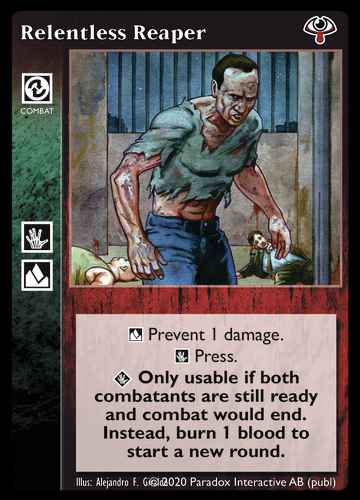 Relentless Reaper
COMBAT
Prevent 1 damage.
Press.
Only usable if both
combatants are still ready
and combat would end.
Instead, burn 1 blood to
start a new round.
Illus: Alejandro F. © 2020 Paradox Interactive AB (publ)